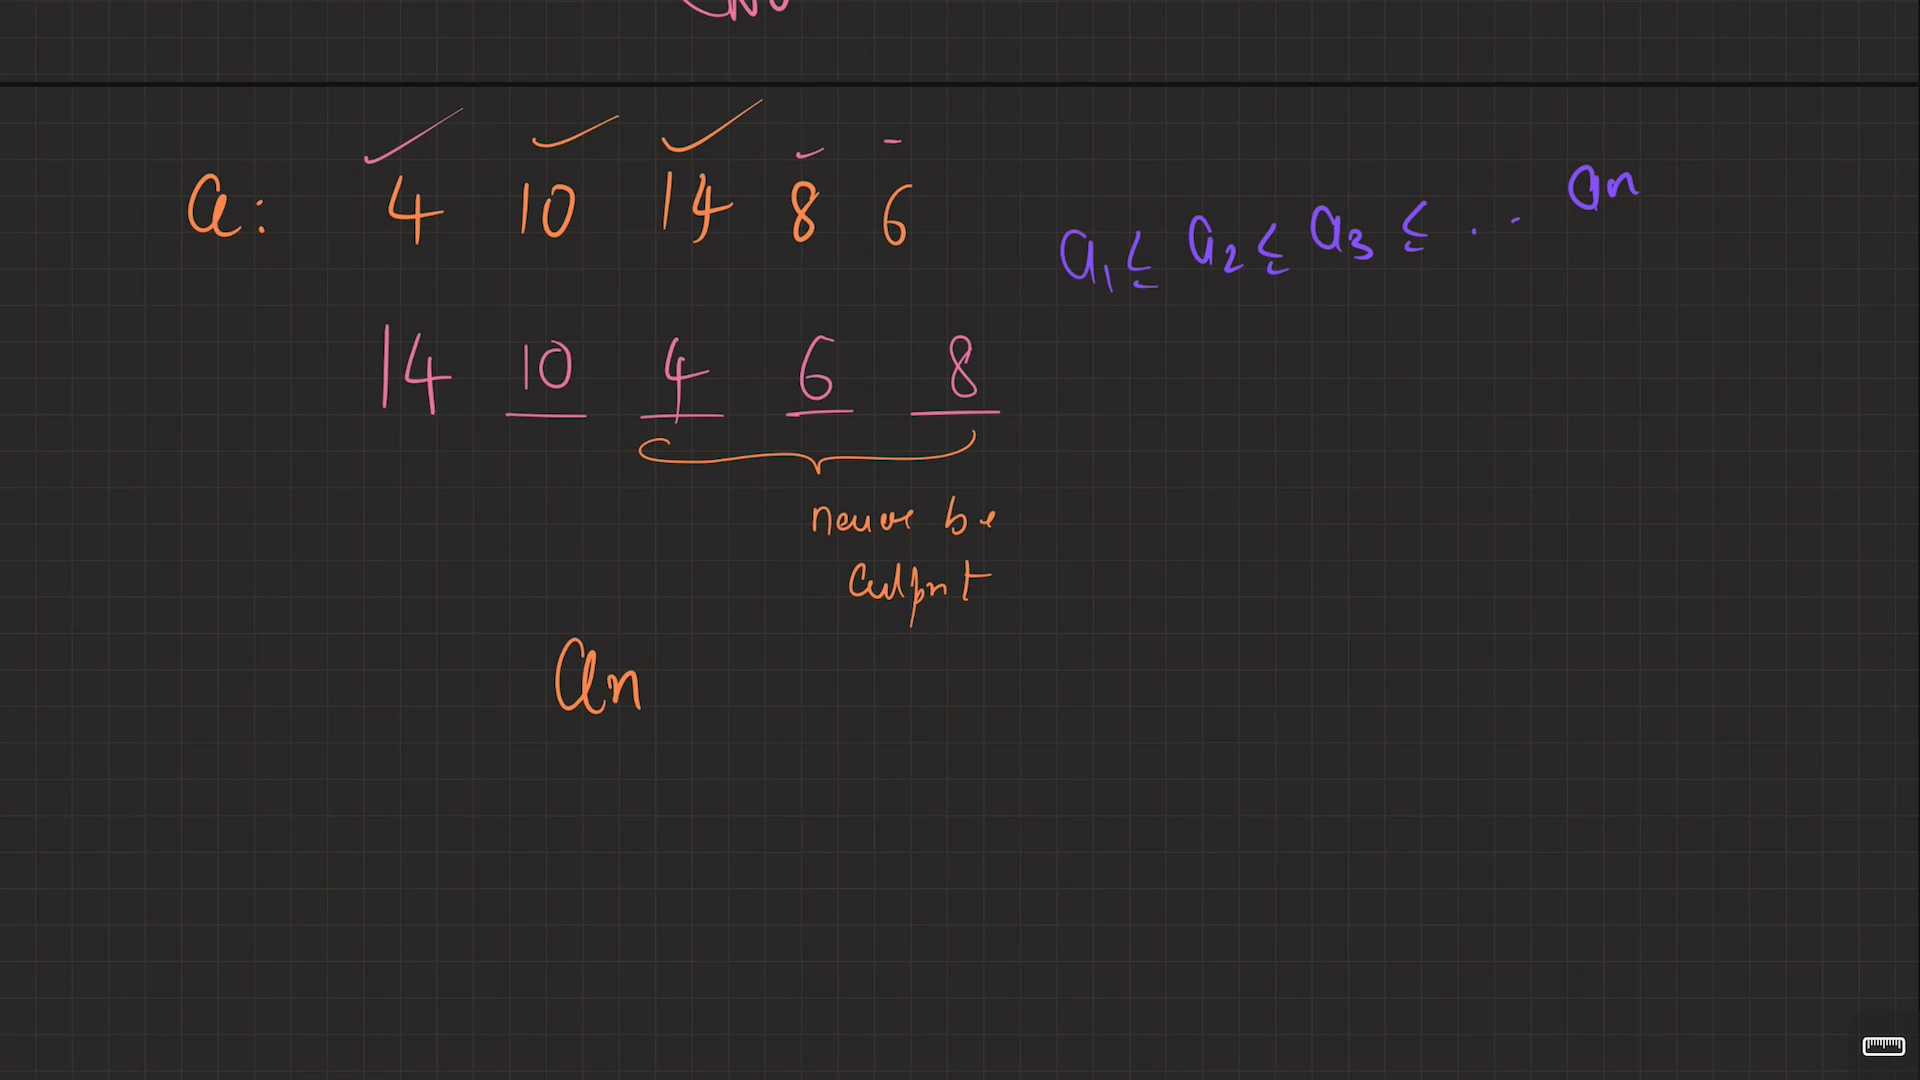 a: 4 10 14 8 6
a1 ≤ a2 ≤ a3 ≤ .. an
14 10 4 6 8
never be
culprit
an